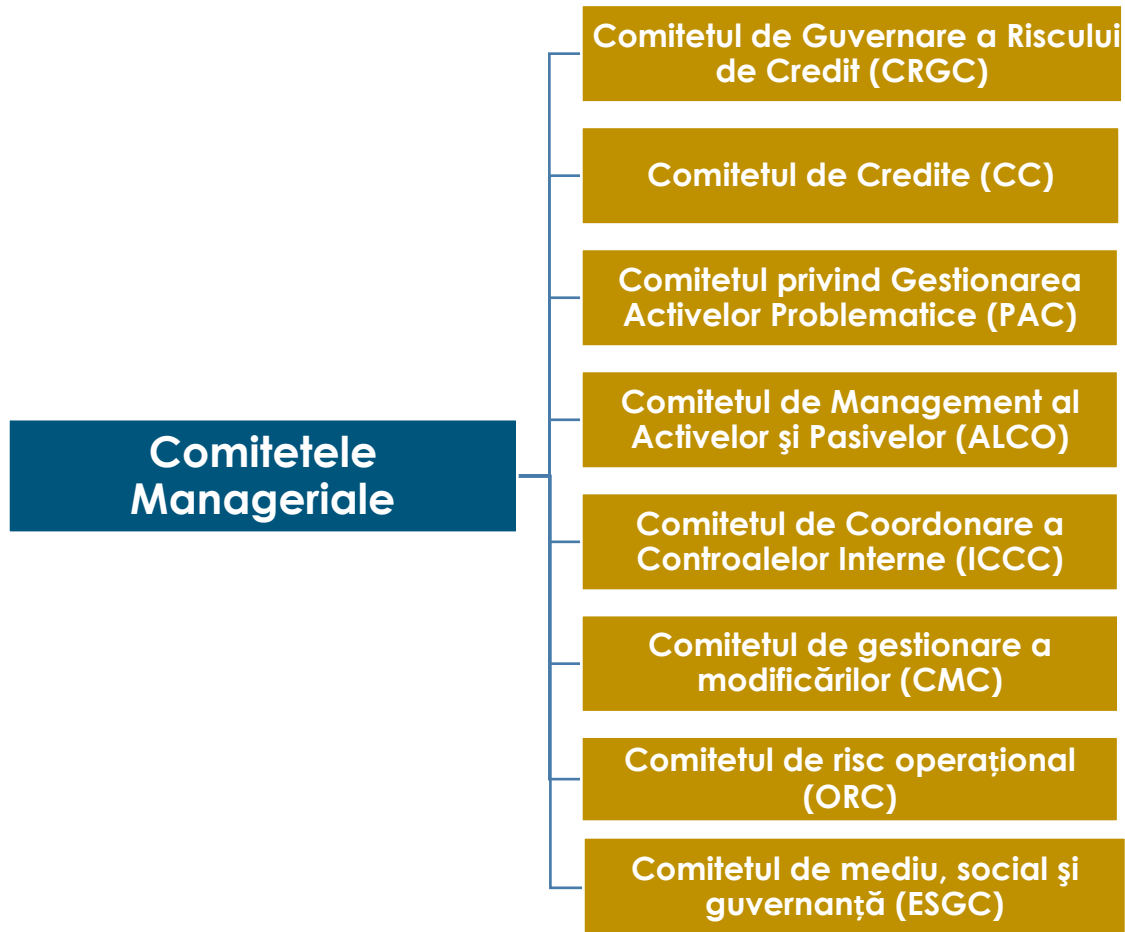 Comitetul de Guvernare a Riscului
de Credit (CRGC)
Comitetul de Credite (CC)
Comitetul privind Gestionarea
Activelor Problematice (PAC)
Comitetul de Management al
Activelor şi Pasivelor (ALCO)
Comitetele
Manageriale
Comitetul de Coordonare a
Controalelor Interne (ICCC)
Comitetul de gestionare a
modificărilor (CMC)
Comitetul de risc operațional
(ORC)
Comitetul de mediu, social şi
guvernanță (ESGC)